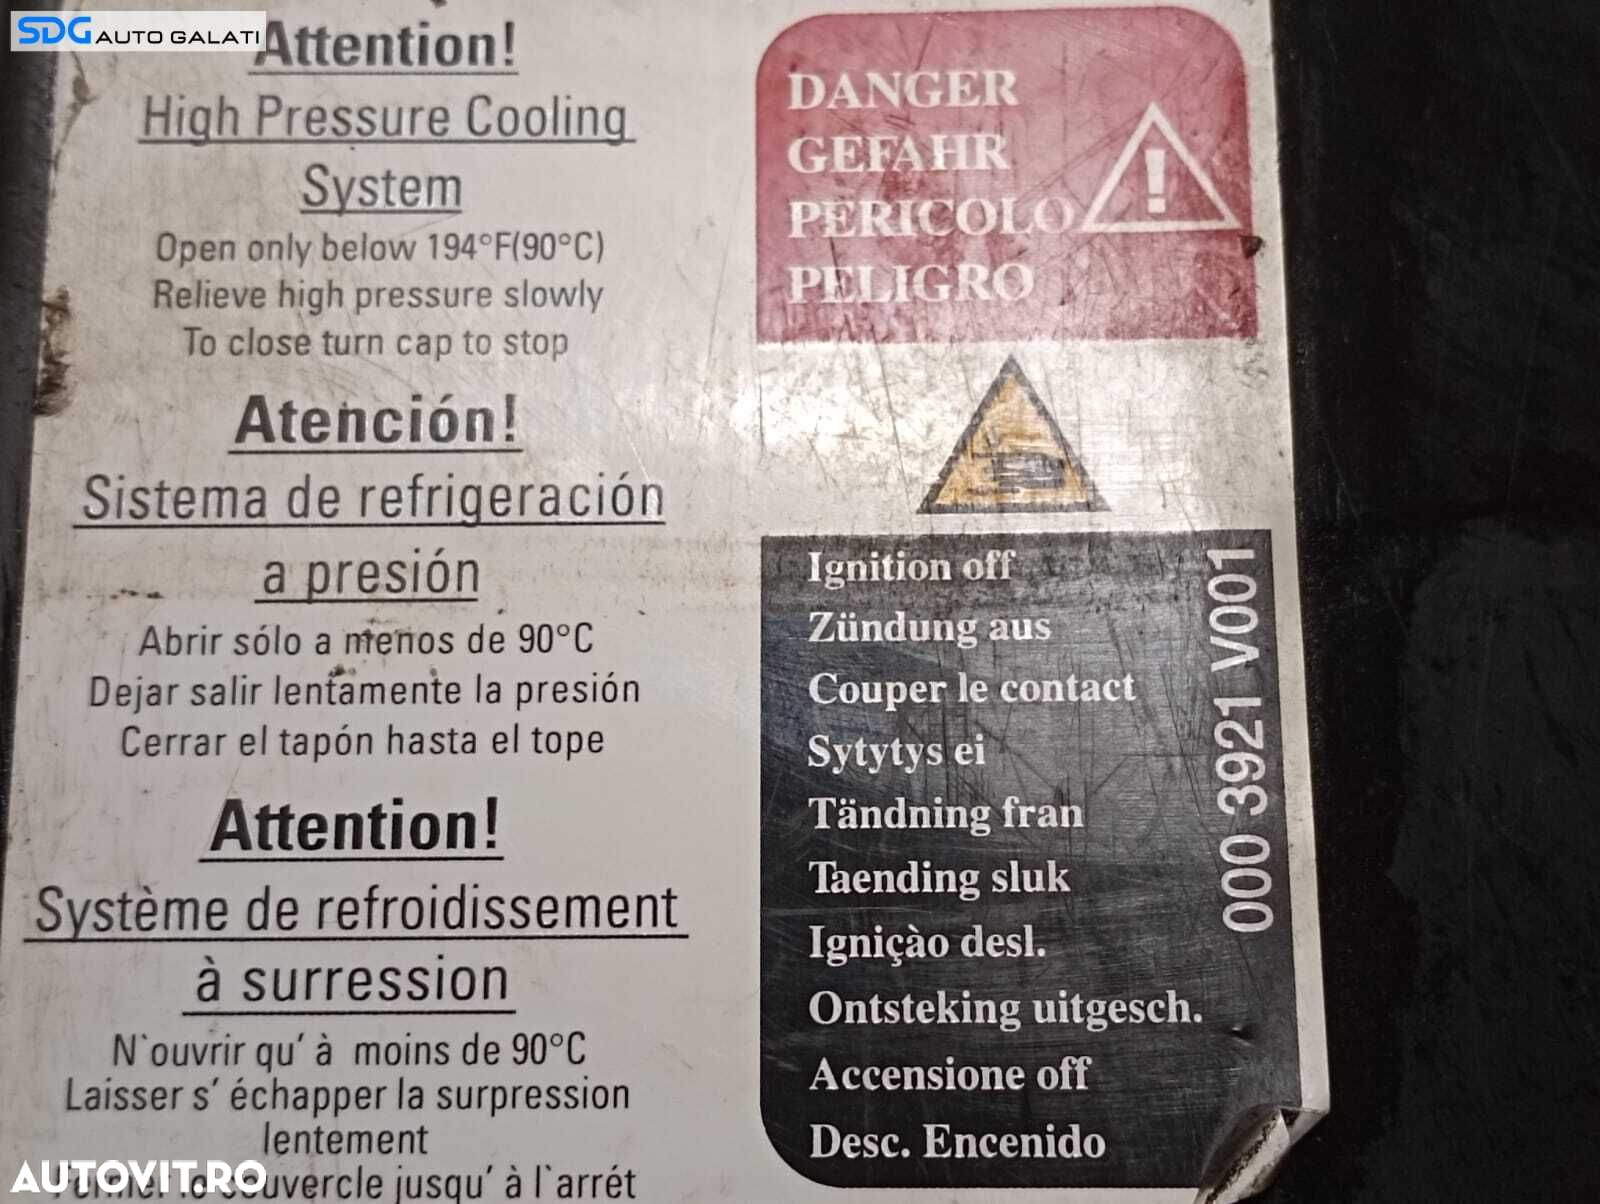 SDG AUTO GALATI
Attention!
High Pressure Cooling
System
Open only below 194°F(90°C)
Relieve high pressure slowly
To close turn cap to stop
Atención!
Sistema de refrigeración
a presión
Abrir sólo a menos de 90°C
Dejar salir lentamente la presión
Cerrar el tapón hasta el tope
Attention!
Système de refroidissement
à surression
N`ouvrir qu' à moins de 90°C
Laisser s' échapper la surpression
lentement
couvercle jusqu' à l`arrét
AUTOVIT.RO
DANGER
GEFAHR
PERICOLO
PELIGRO
Ignition off
Zündung aus
Couper le contact
Sytytys ei
Tändning fran
Taending sluk
Igniçào desl.
Ontsteking uitgesch.
Accensione off
Desc. Encenido
000 3921 V001